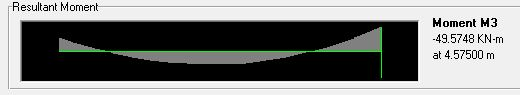 Resultant Moment
Moment M3
-49.5748 KN-m
at 4.57500 m